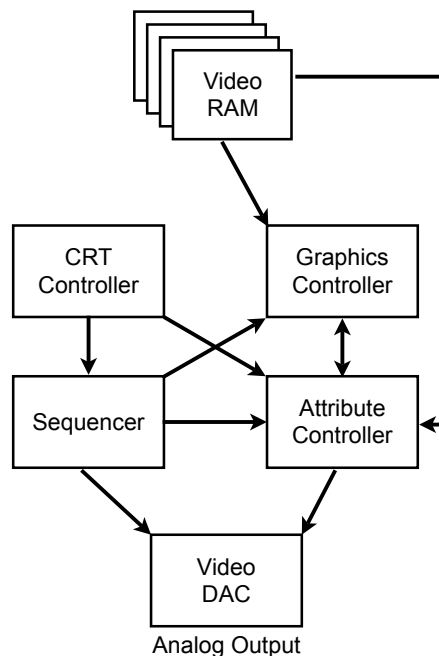 Video
RAM
CRT
Controller
Graphics
Controller
Sequencer
Attribute
Controller
Video
DAC
Analog Output